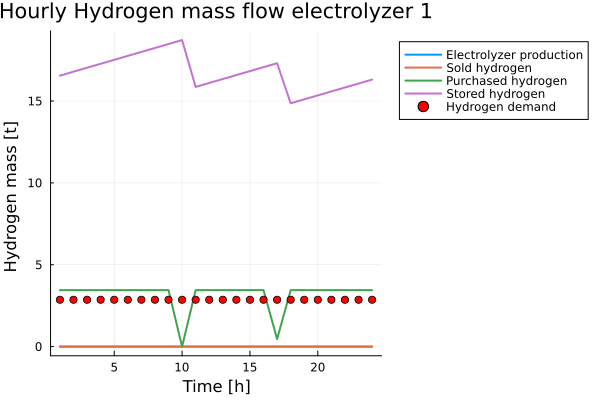 Hourly Hydrogen mass flow electrolyzer 1
Electrolyzer production
Sold hydrogen
Purchased hydrogen
Stored hydrogen
Hydrogen demand
Hydrogen mass [t]
15
10
5
0
5 10 15 20
Time [h]